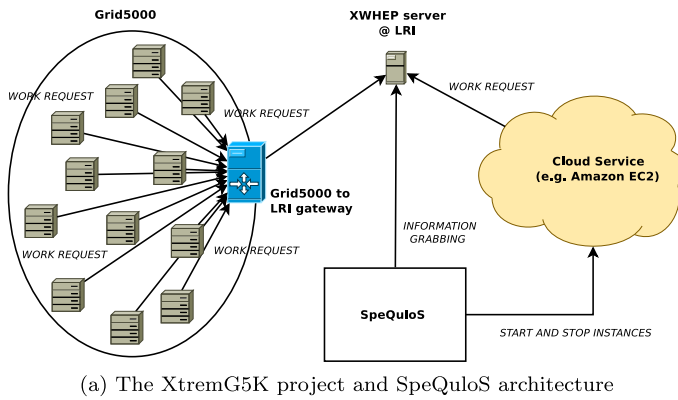 Grid5000
XWHEP server
@ LRI
WORK REQUEST
WORK REQUEST
WORK REQUEST
Cloud Service
(e.g. Amazon EC2)
Grid5000 to
LRI gateway
INFORMATION
GRABBING
WORK REQUEST
WORK REQUEST
SpeQuloS
START AND STOP INSTANCES
(a) The XtremG5K project and SpeQuloS architecture